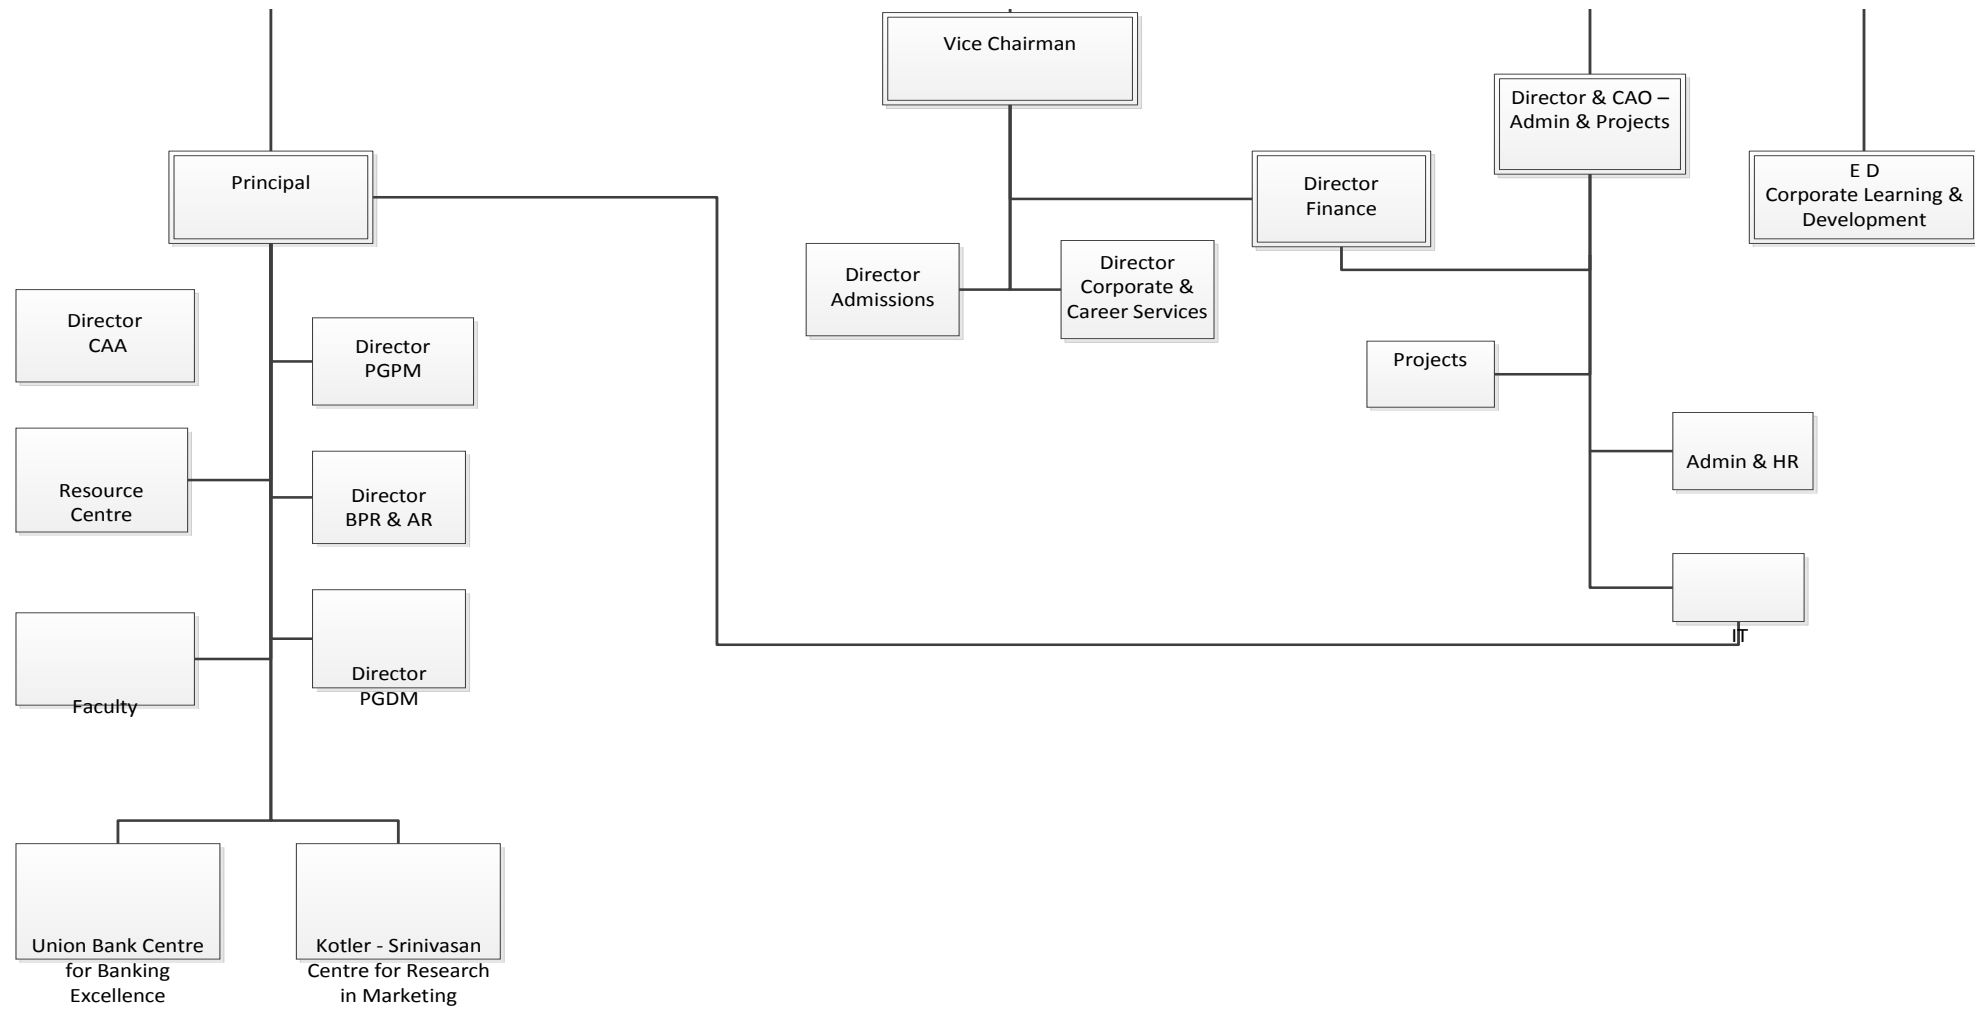 Vice Chairman
Director & CAO –
Admin & Projects
Principal
Director
Finance
E D
Corporate Learning &
Development
Director
Admissions
Director
Corporate &
Career Services
Director
CAA
Director
PGPM
Projects
Resource
Centre
Director
BPR & AR
Admin & HR
IT
Faculty
Director
PGDM
Union Bank Centre
for Banking
Excellence
Kotler - Srinivasan
Centre for Research
in Marketing